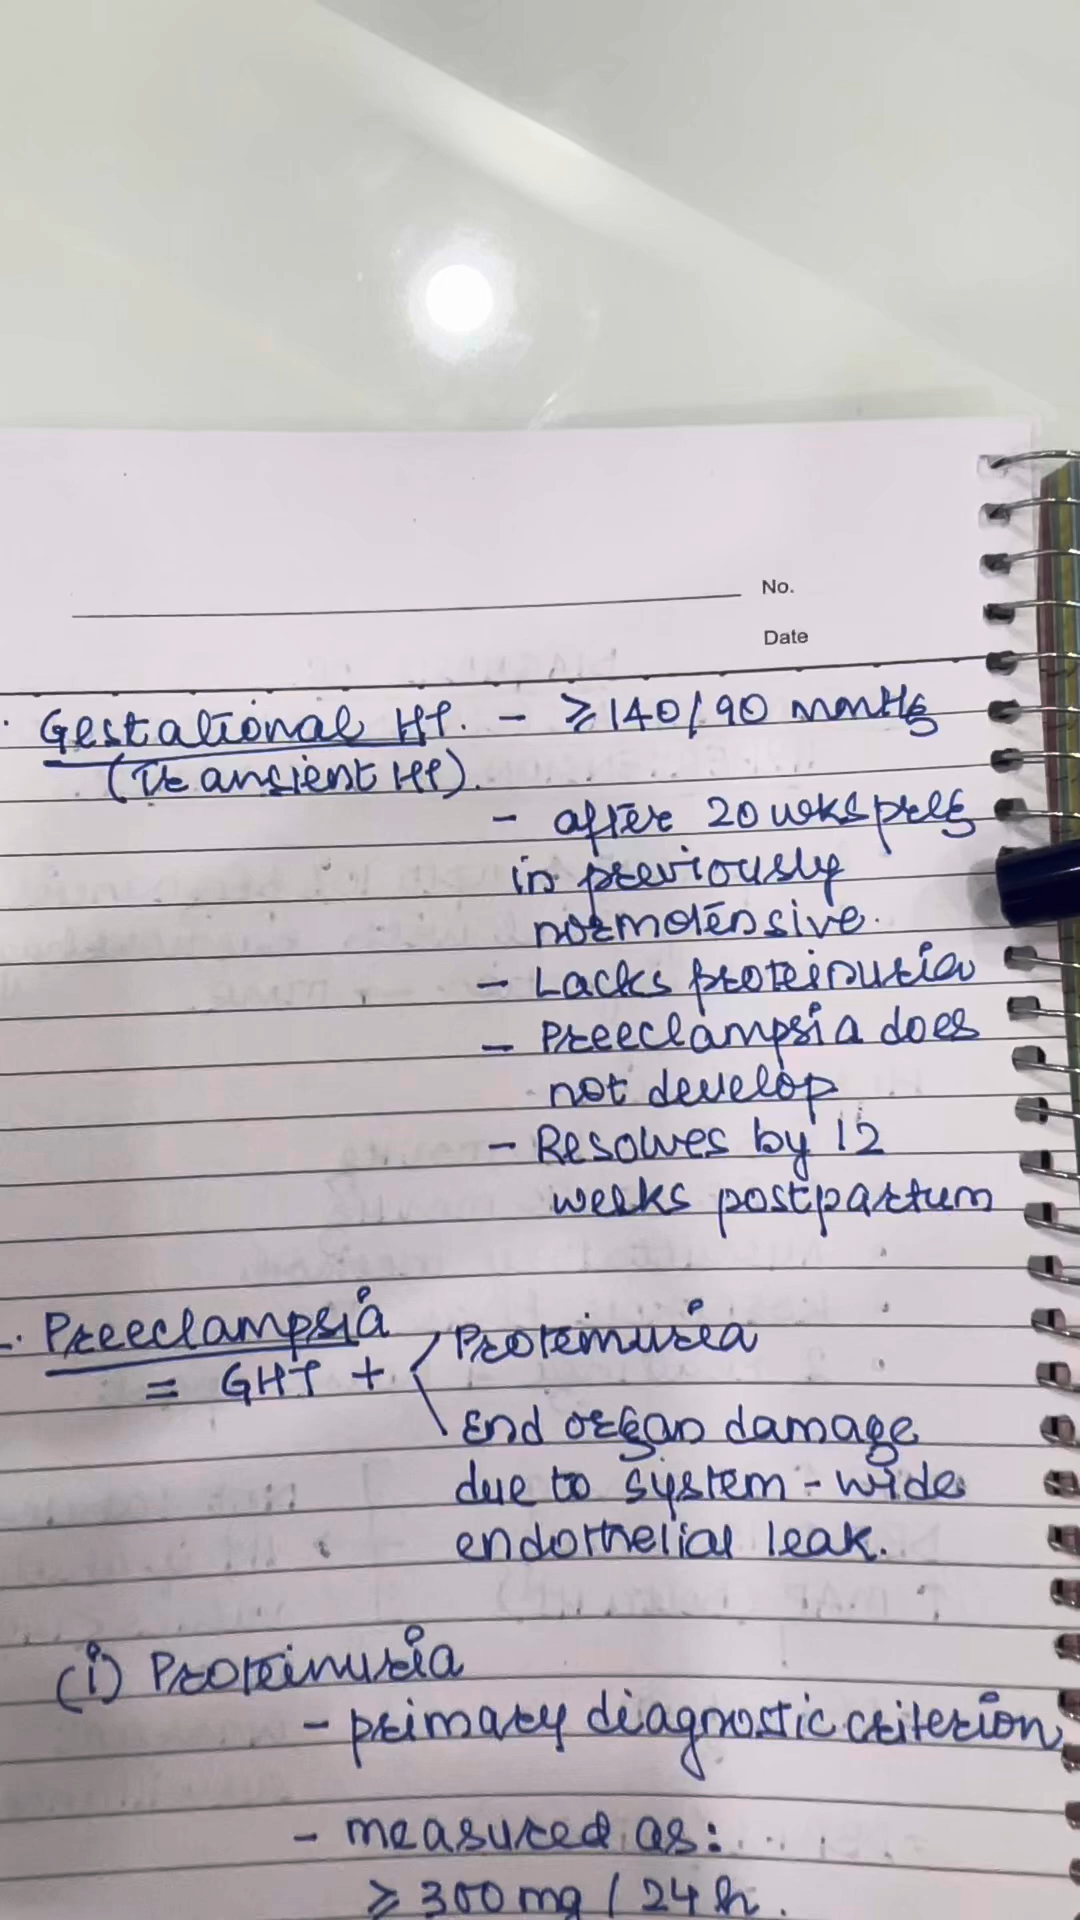 No.
Date
. Gestational HT. - ≥140/90 mmHg
(Transient HT).
- after 20 wks preg
in previously
normotensive.
- Lacks proteinuria
- Preeclampsia does
not develop
- Resolves by 12
weeks postpartum
. Preeclampsia
= GHT + Proteinuria
End organ damage
due to system-wide
endothelial leak.
(i) Proteinuria
- primary diagnostic criterion
- measured as:
≥ 300 mg / 24 h.